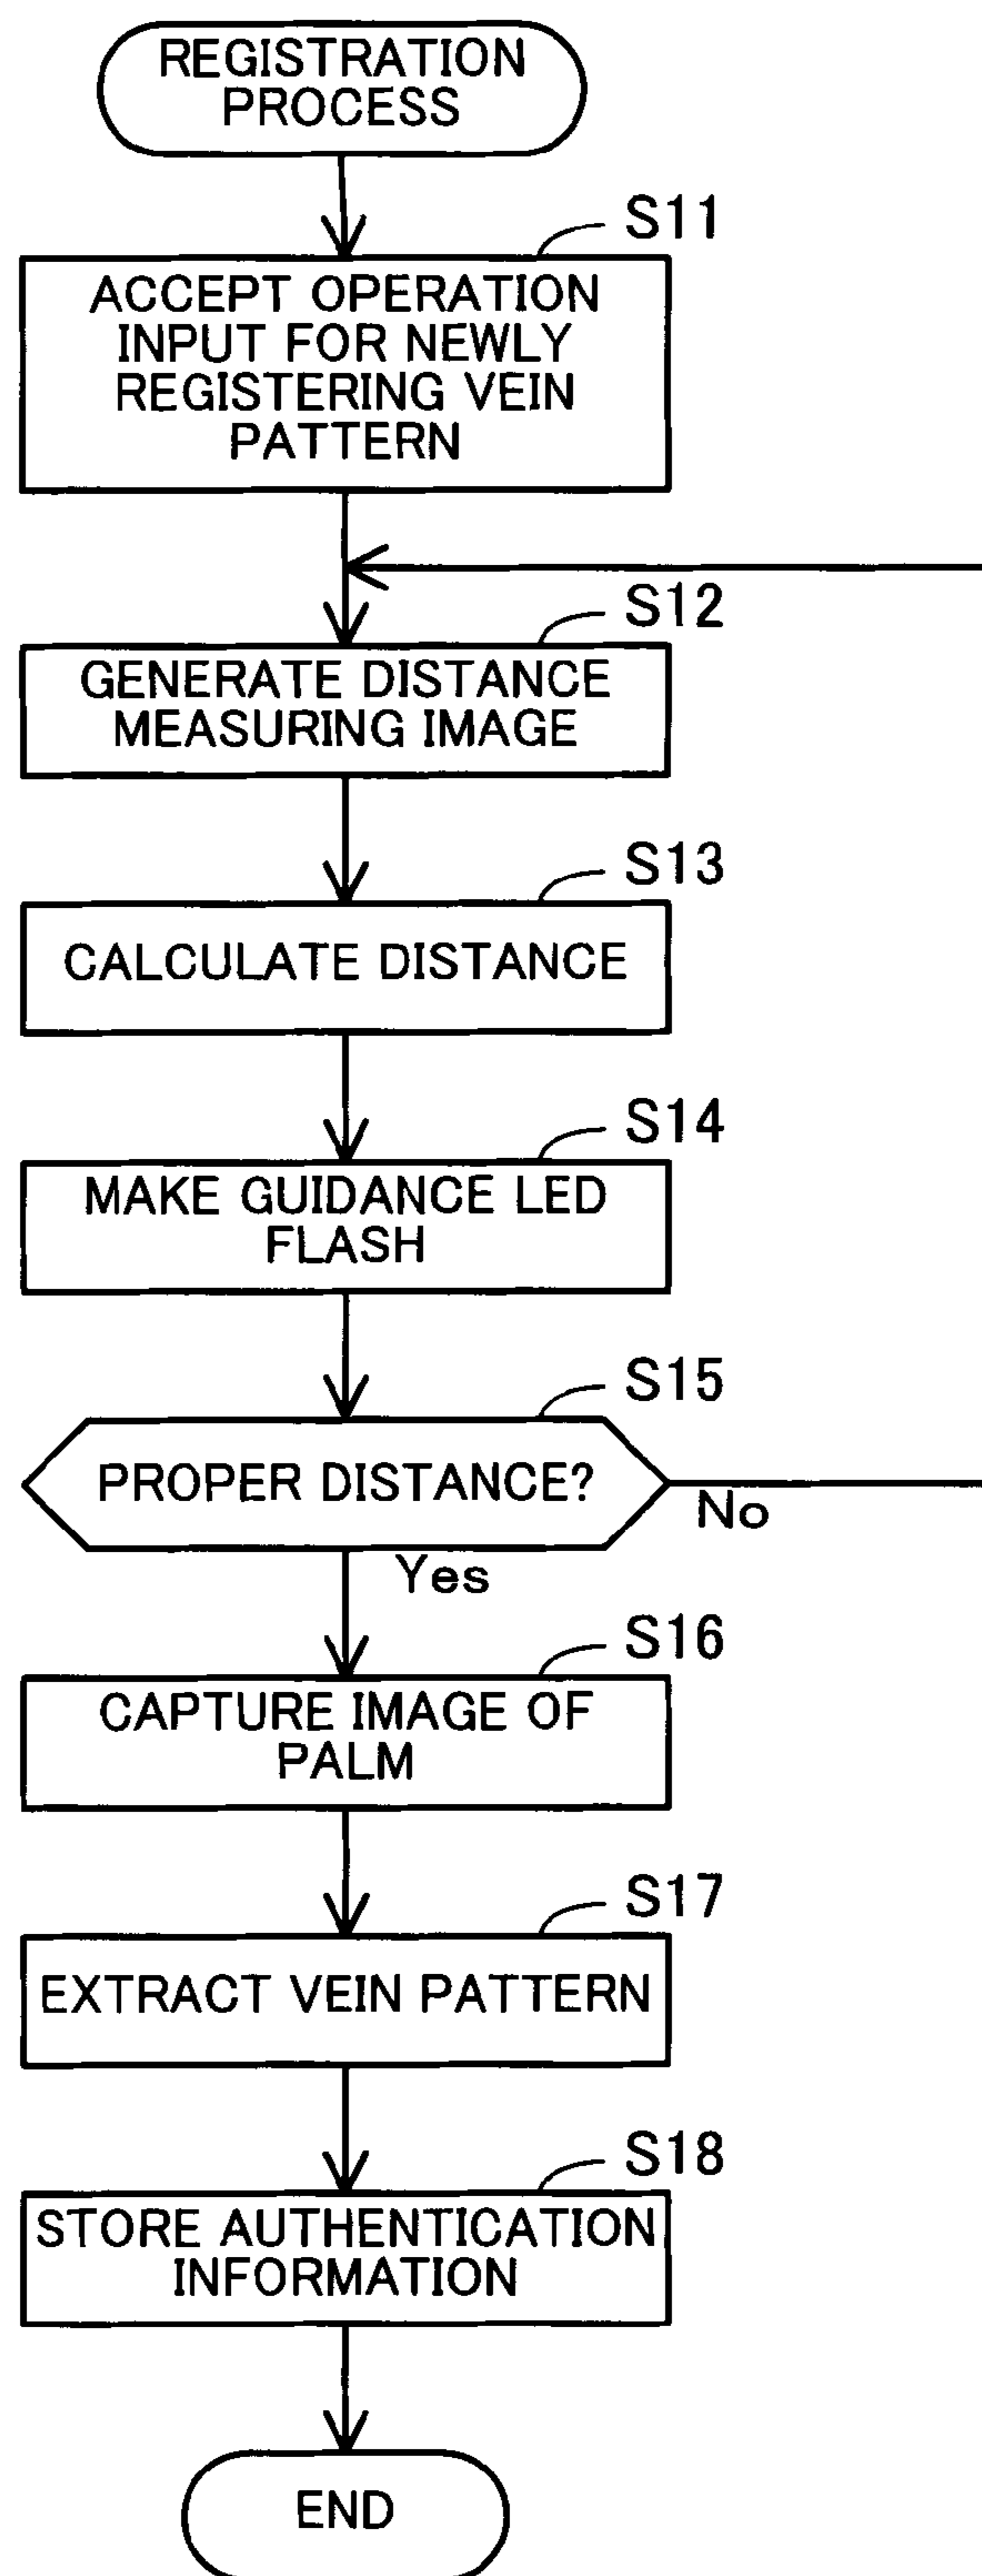 REGISTRATION
PROCESS
S11
ACCEPT OPERATION
INPUT FOR NEWLY
REGISTERING VEIN
PATTERN
S12
GENERATE DISTANCE
MEASURING IMAGE
S13
CALCULATE DISTANCE
S14
MAKE GUIDANCE LED
FLASH
S15
PROPER DISTANCE?
No
Yes
S16
CAPTURE IMAGE OF
PALM
S17
EXTRACT VEIN PATTERN
S18
STORE AUTHENTICATION
INFORMATION
END